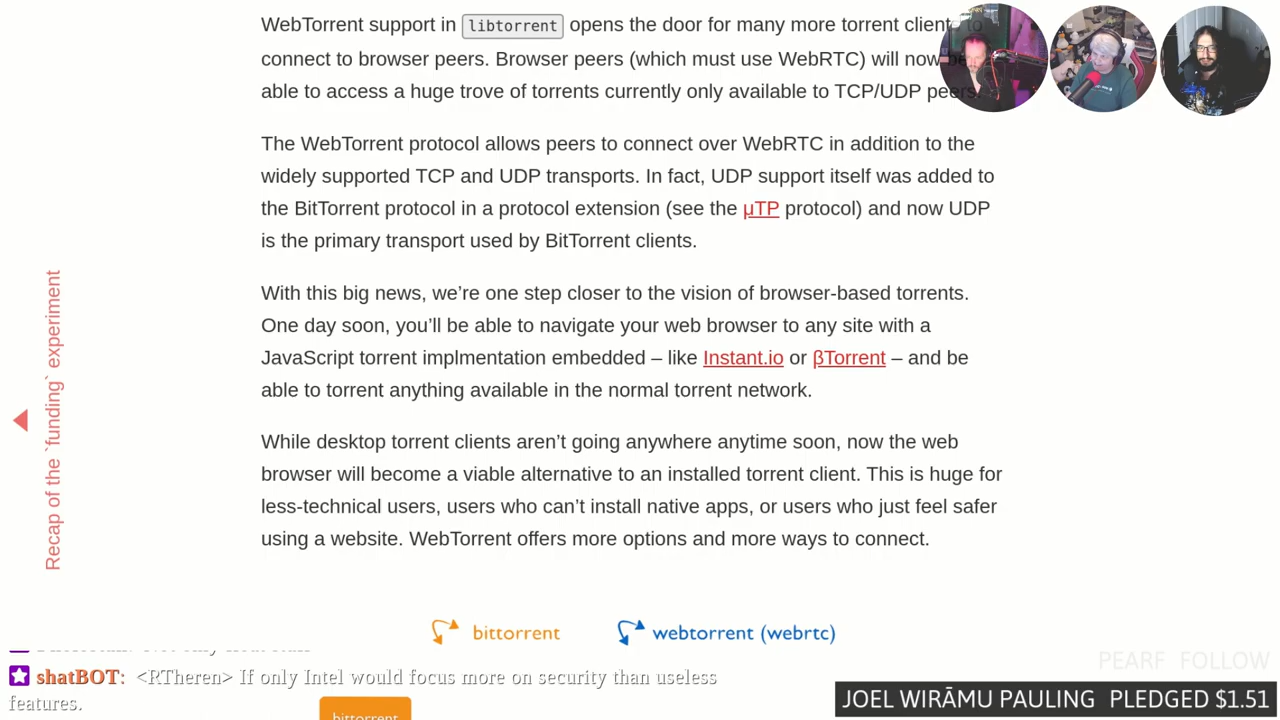 WebTorrent support in libtorrent opens the door for many more torrent clients to
connect to browser peers. Browser peers (which must use WebRTC) will now be
able to access a huge trove of torrents currently only available to TCP/UDP peers.
The WebTorrent protocol allows peers to connect over WebRTC in addition to the
widely supported TCP and UDP transports. In fact, UDP support itself was added to
the BitTorrent protocol in a protocol extension (see the µTP protocol) and now UDP
is the primary transport used by BitTorrent clients.
With this big news, we’re one step closer to the vision of browser-based torrents.
One day soon, you’ll be able to navigate your web browser to any site with a
JavaScript torrent implmentation embedded – like Instant.io or βTorrent – and be
able to torrent anything available in the normal torrent network.
Recap of the `funding` experiment
While desktop torrent clients aren’t going anywhere anytime soon, now the web
browser will become a viable alternative to an installed torrent client. This is huge for
less-technical users, users who can’t install native apps, or users who just feel safer
using a website. WebTorrent offers more options and more ways to connect.
bittorrent webtorrent (webrtc)
shatBOT: <RTheren> If only Intel would focus more on security than useless
features.
bittorrent
PEARF FOLLOW
JOEL WIRĀMU PAULING PLEDGED $1.51